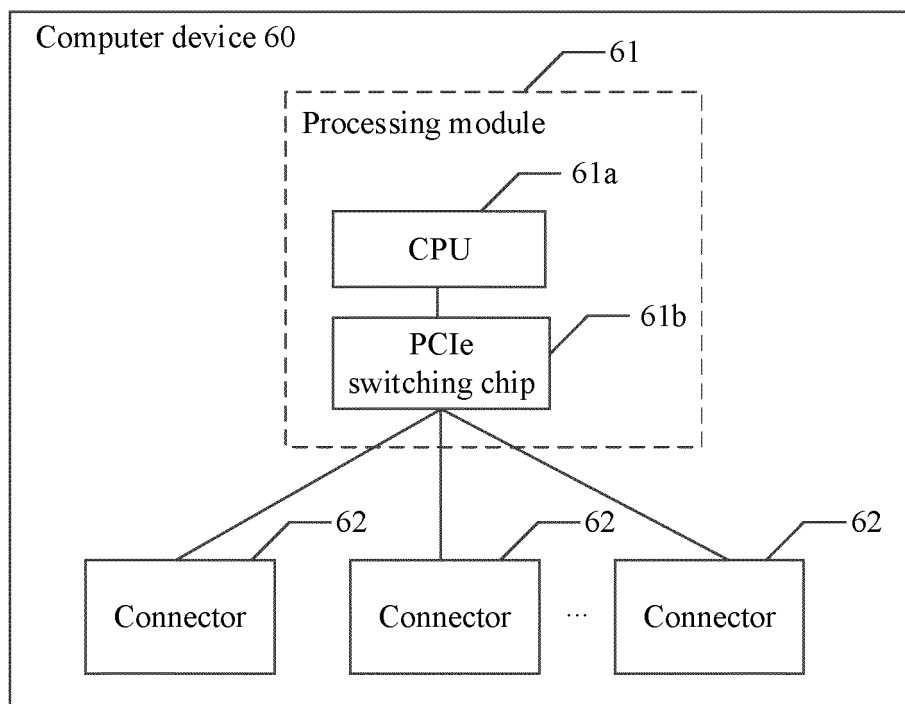 Computer device 60
61
Processing module
61a
CPU
61b
PCIe
switching chip
62
62
62
Connector
Connector
...
Connector